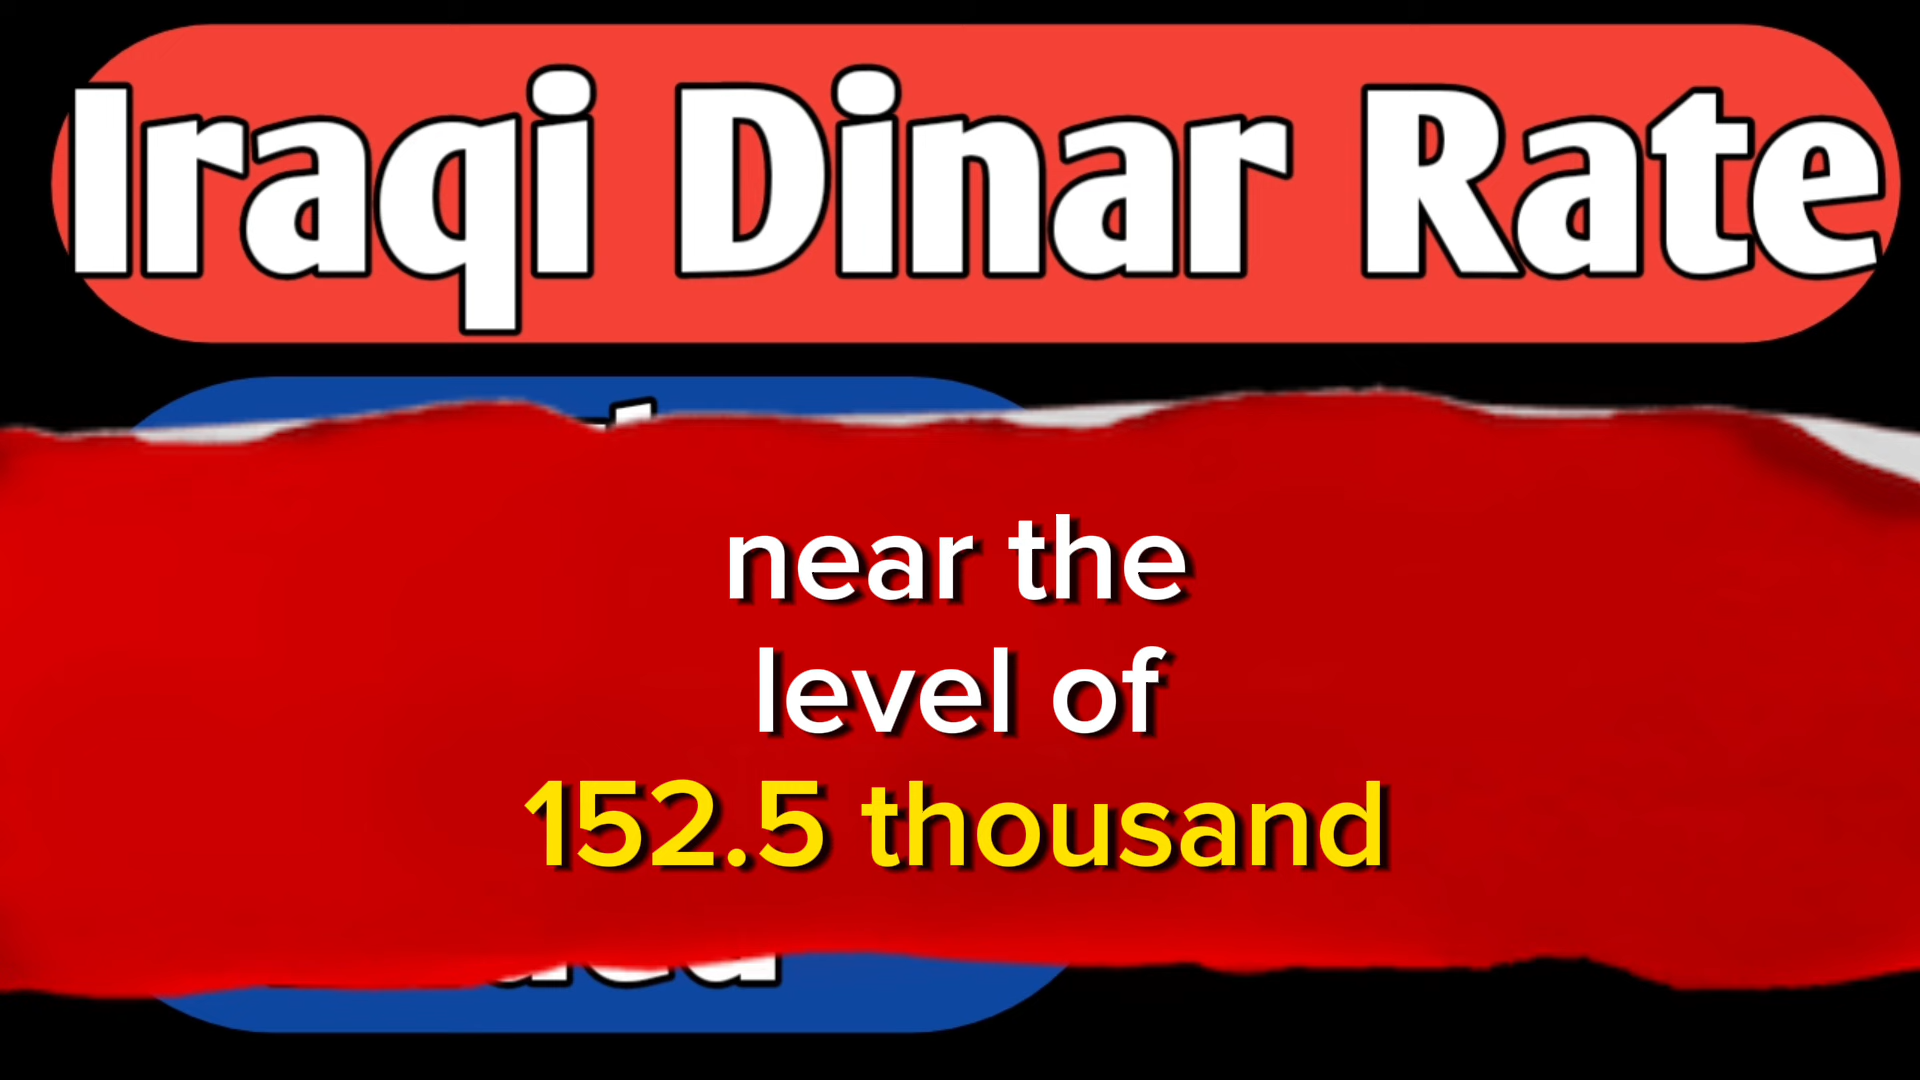 Iraqi Dinar Rate
near the
level of
152.5 thousand